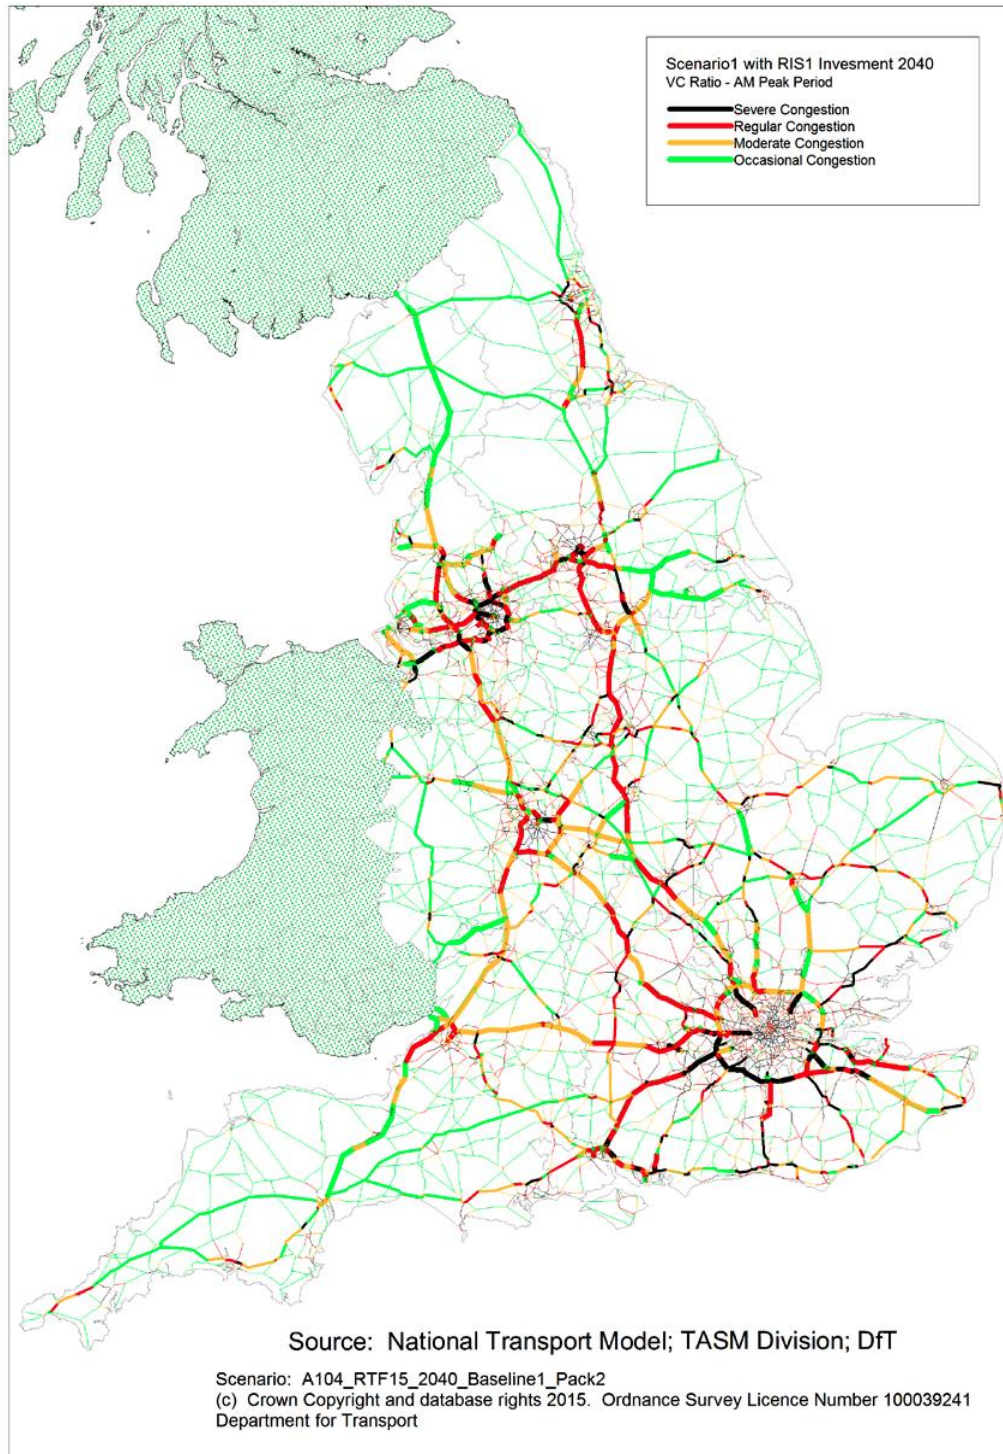 Scenario1 with RIS1 Invesment 2040
VC Ratio - AM Peak Period
Severe Congestion
Regular Congestion
Moderate Congestion
Occasional Congestion
Source: National Transport Model; TASM Division; DfT
Scenario: A104_RTF15_2040_Baseline1_Pack2
(c) Crown Copyright and database rights 2015. Ordnance Survey Licence Number 100039241
Department for Transport